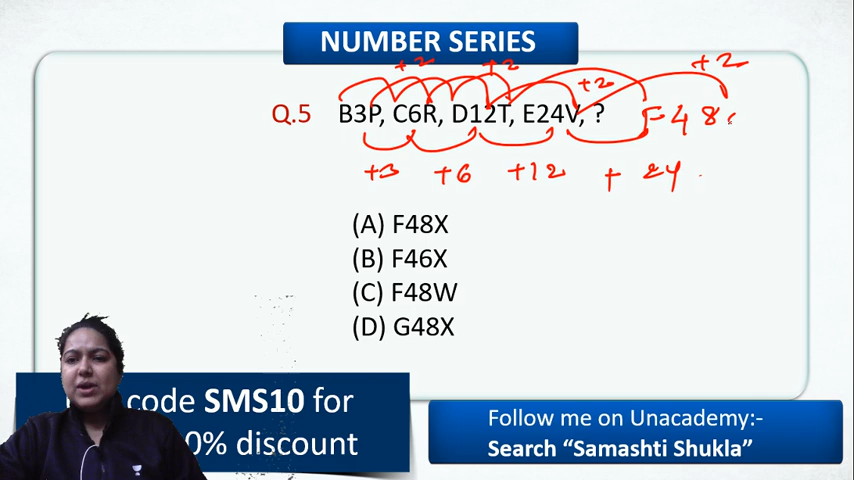 NUMBER SERIES
+2 +2 +2 +2
Q.5 B3P, C6R, D12T, E24V, ? F48
+3 +6 +12 + 24
(A) F48X
(B) F46X
(C) F48W
(D) G48X
code SMS10 for
0% discount
Follow me on Unacademy:-
Search “Samashti Shukla”